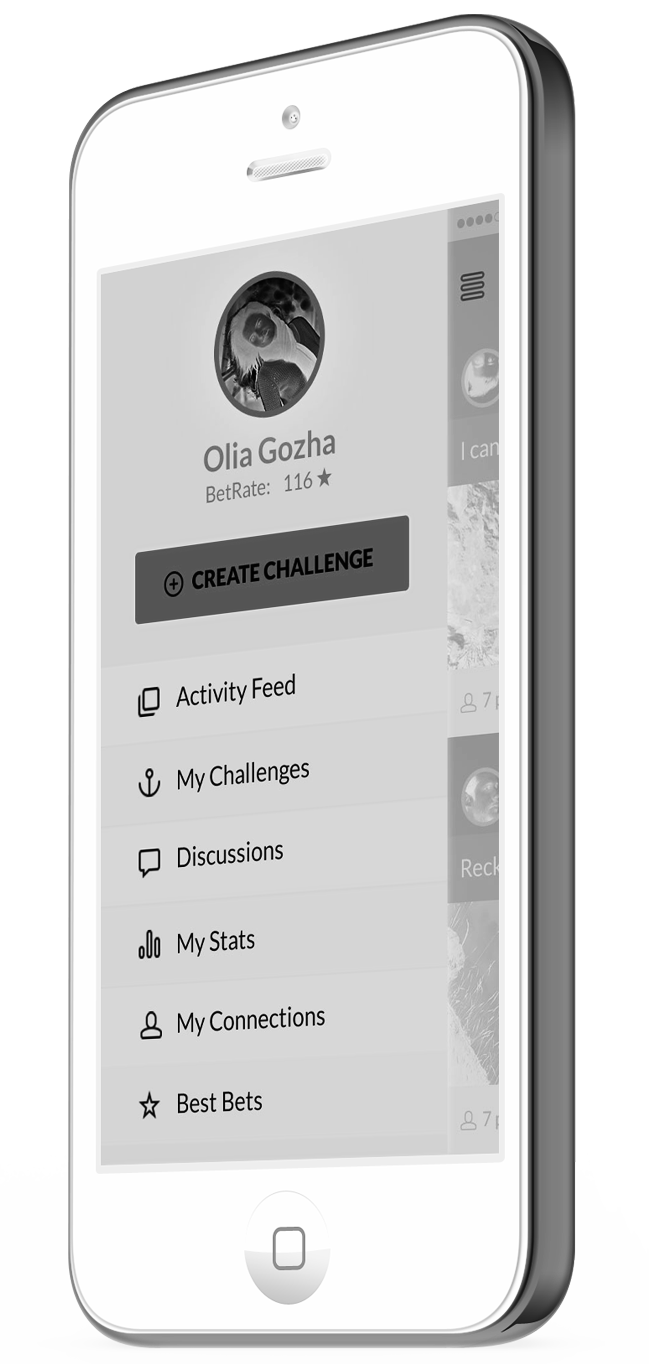 Olia Gozha
BetRate: 116
CREATE CHALLENGE
Activity Feed
My Challenges
Discussions
My Stats
My Connections
Best Bets
I can
7
Reck
7